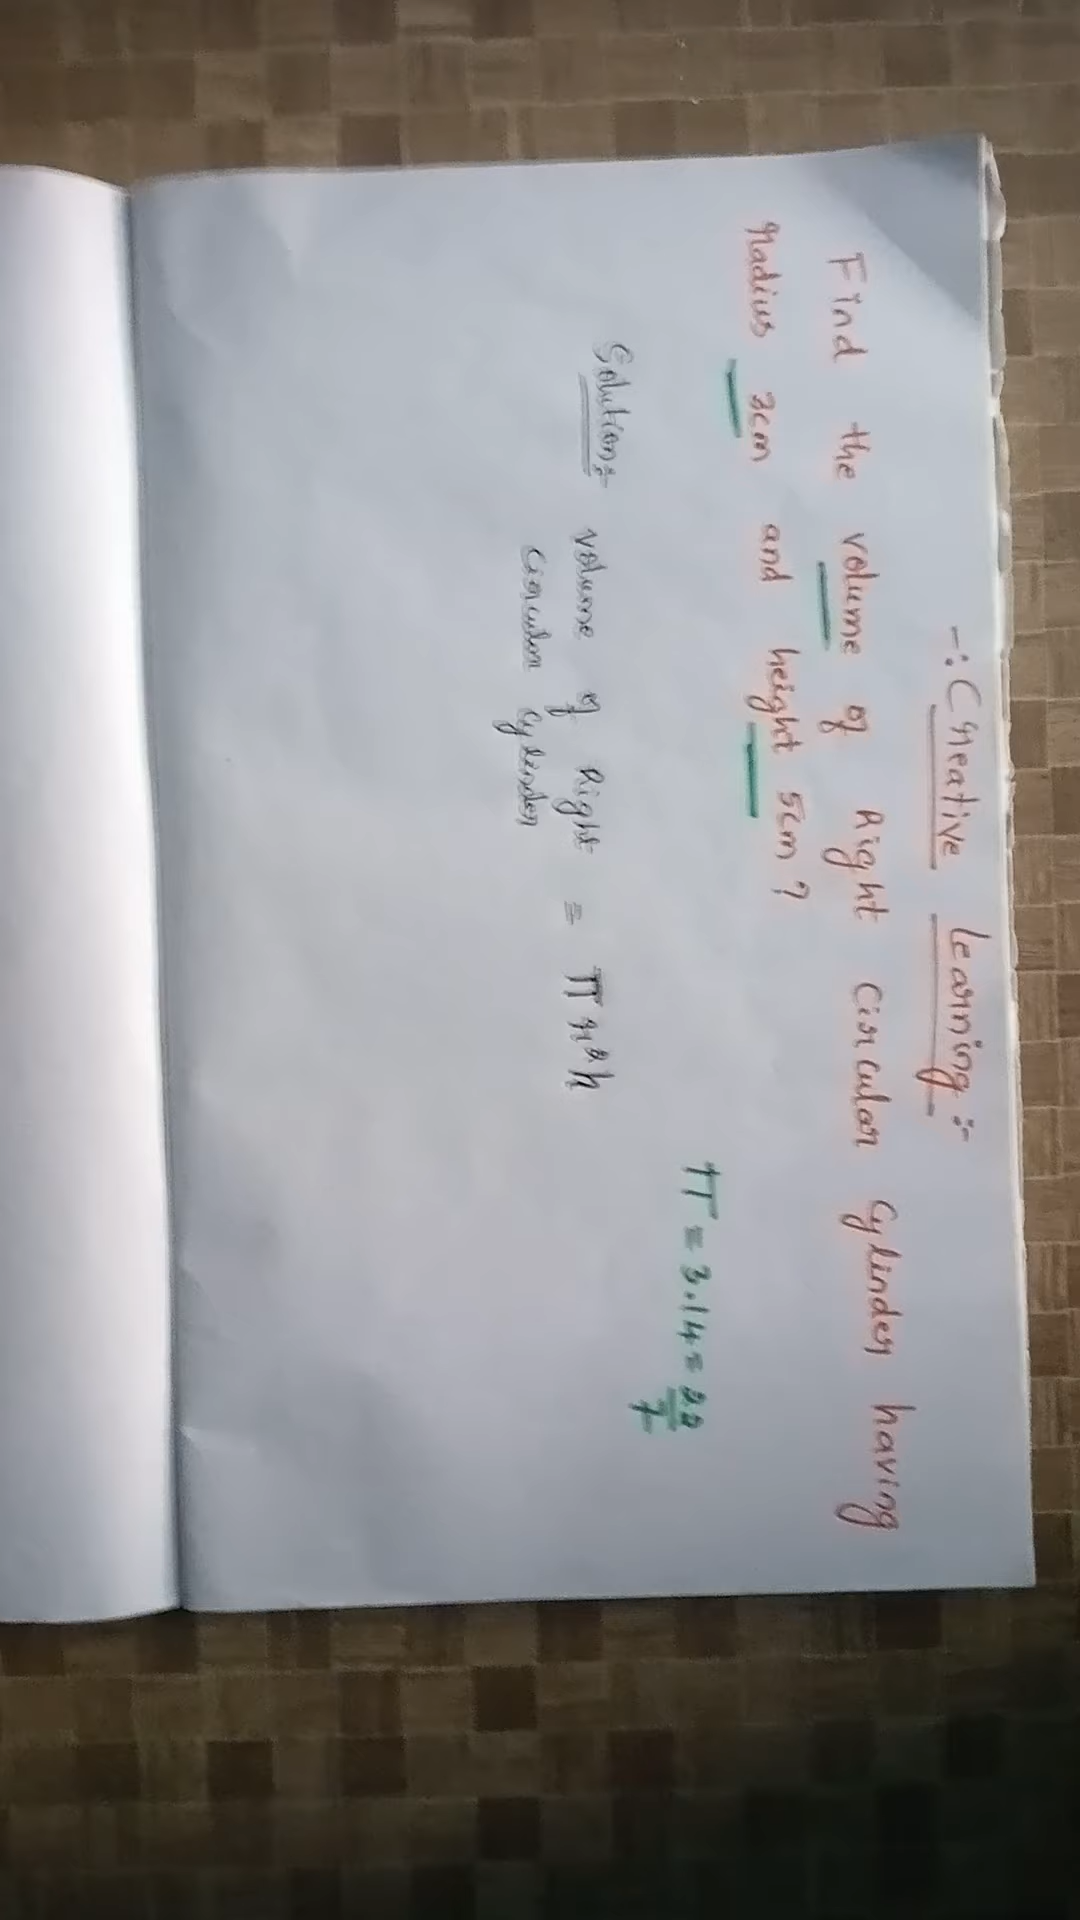 -: Creative Learning :-
Find the volume of Right Circular Cylinder having
radius 3cm and height 5cm ?
π = 3.14 = 22/7
Solution:- volume of Right = πr²h
Circular Cylinder